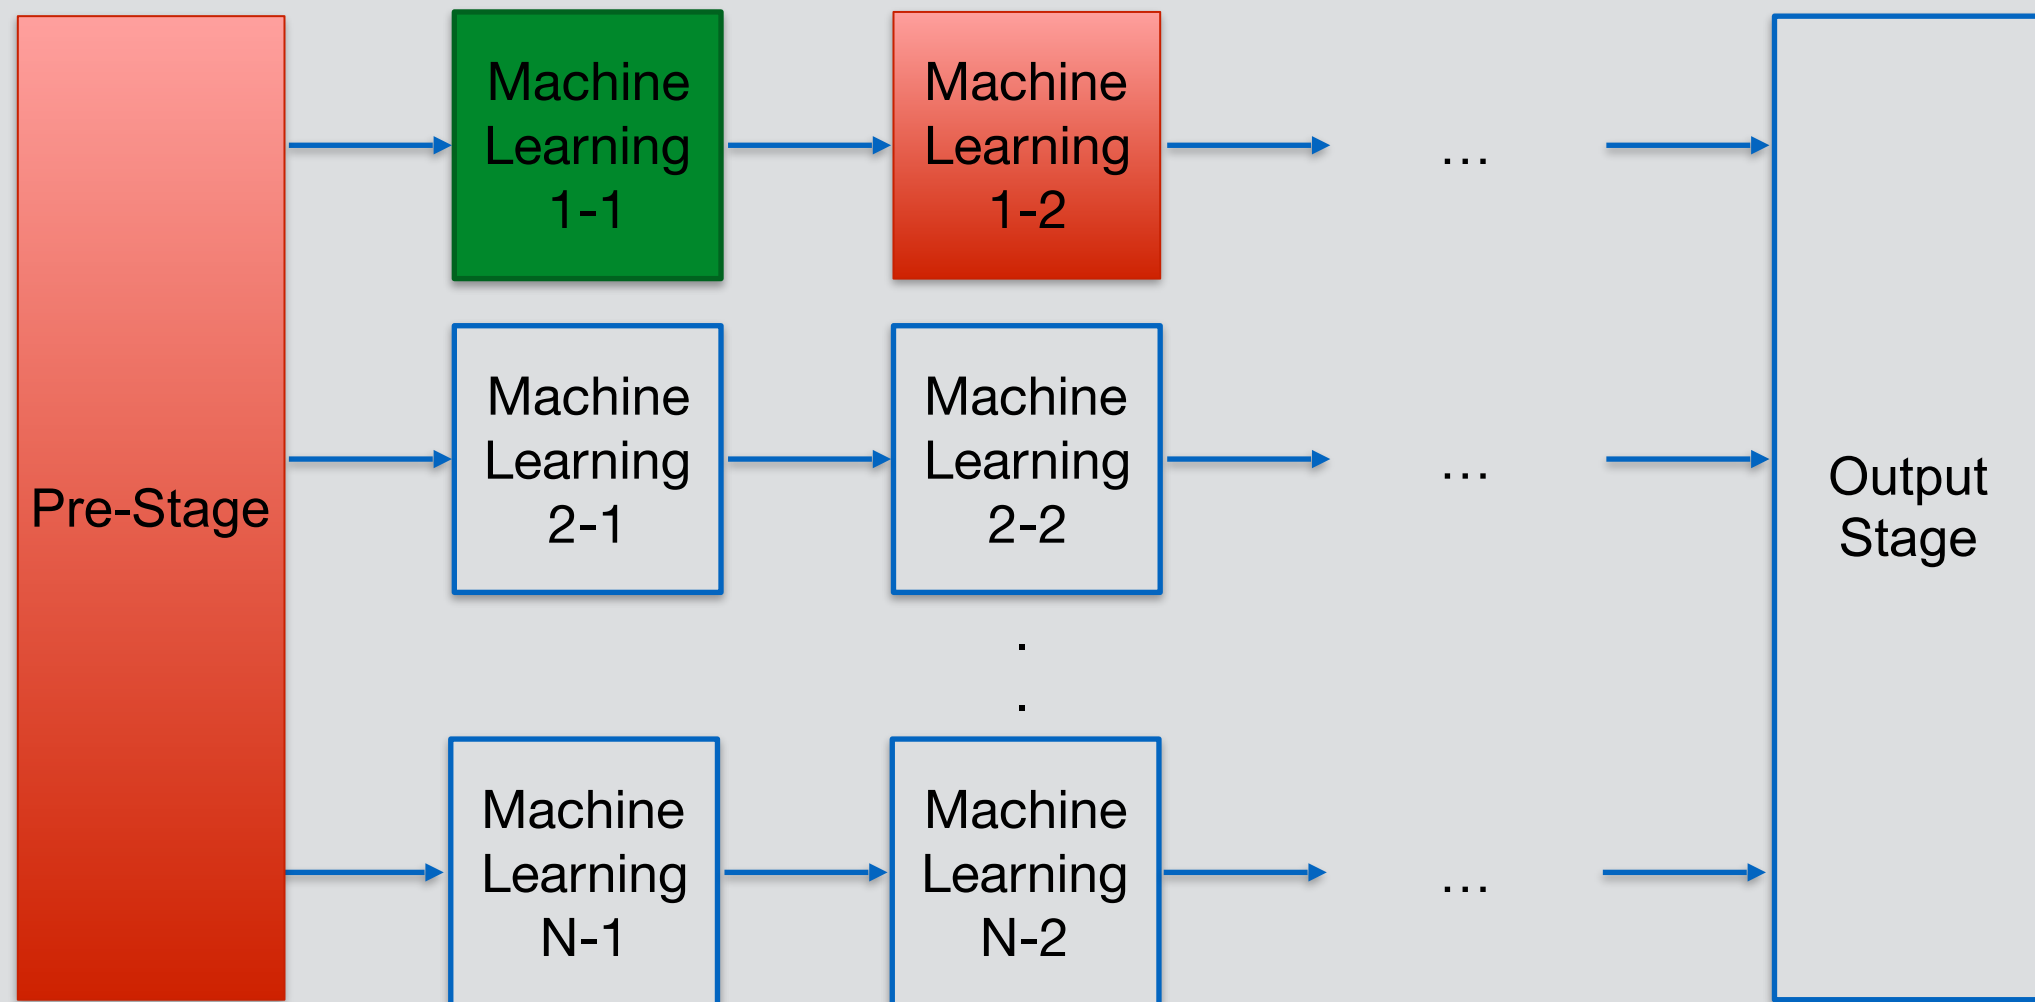 Pre-Stage
Machine
Learning
1-1
Machine
Learning
1-2
...
Machine
Learning
2-1
Machine
Learning
2-2
...
.
.
Machine
Learning
N-1
Machine
Learning
N-2
...
Output
Stage